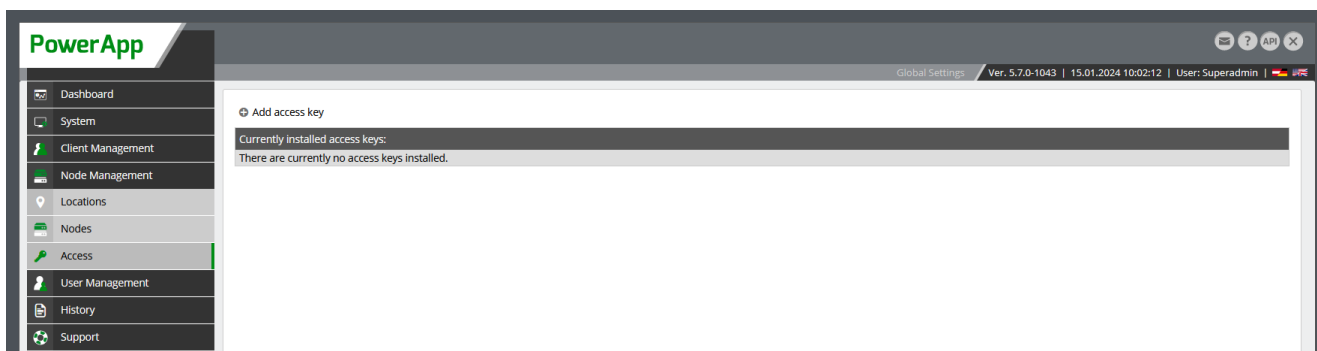 PowerApp
? API
Global Settings
Ver. 5.7.0-1043 | 15.01.2024 10:02:12 | User: Superadmin |
Dashboard
System
Client Management
Node Management
Locations
Nodes
Access
User Management
History
Support
Add access key
Currently installed access keys:
There are currently no access keys installed.